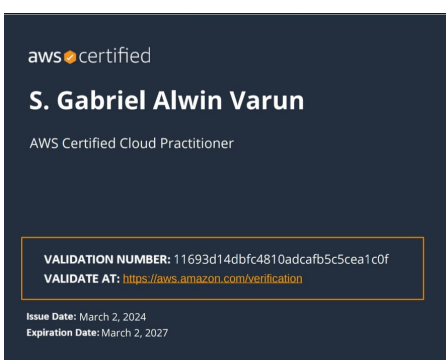 aws certified
S. Gabriel Alwin Varun
AWS Certified Cloud Practitioner
VALIDATION NUMBER: 11693d14dbfc4810adcafb5c5cea1c0f
VALIDATE AT: https://aws.amazon.com/verification
Issue Date: March 2, 2024
Expiration Date: March 2, 2027